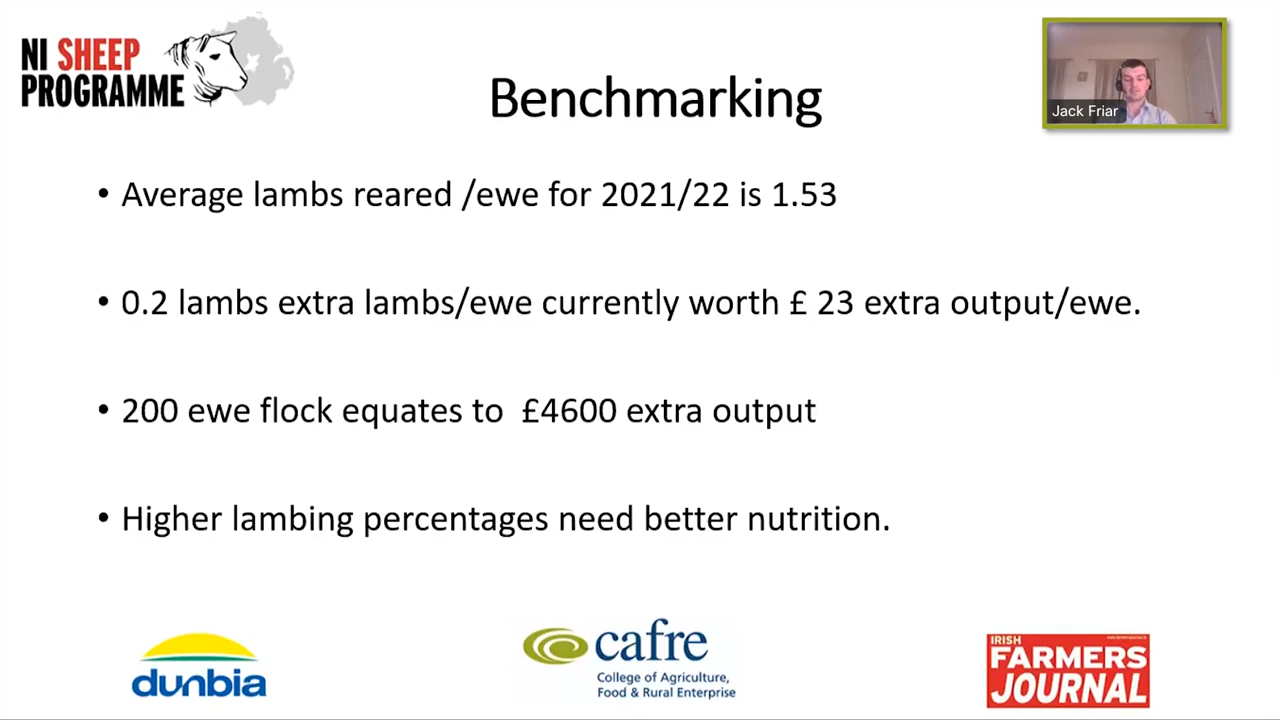 NI SHEEP
PROGRAMME
Benchmarking
Jack Friar
• Average lambs reared /ewe for 2021/22 is 1.53
• 0.2 lambs extra lambs/ewe currently worth £ 23 extra output/ewe.
• 200 ewe flock equates to  £4600 extra output
• Higher lambing percentages need better nutrition.
dunbia
cafre
College of Agriculture,
Food & Rural Enterprise
IRISH
FARMERS
JOURNAL